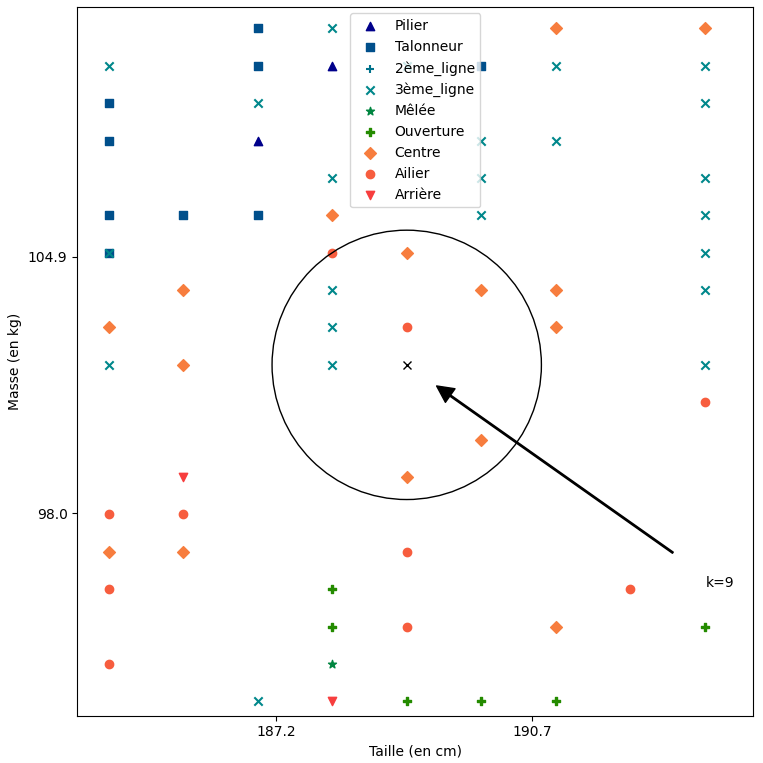 Pilier
Talonneur
2ème_ligne
3ème_ligne
Mêlée
Ouverture
Centre
Ailier
Arrière
104.9
Masse (en kg)
98.0
k=9
187.2
190.7
Taille (en cm)